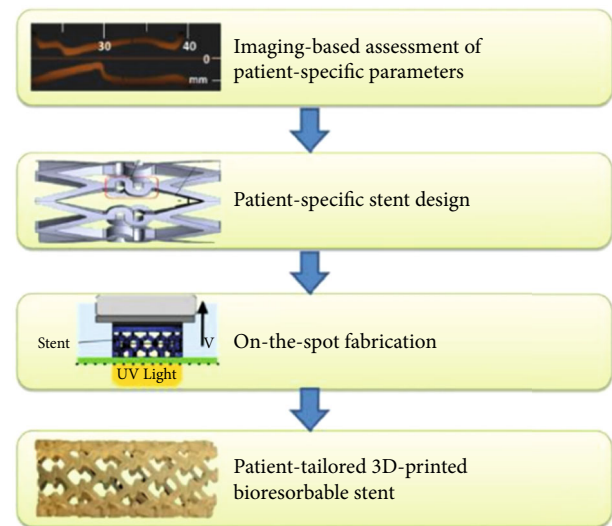 30
40
0
mm
Imaging-based assessment of
patient-specific parameters
Patient-specific stent design
Stent
V
UV Light
On-the-spot fabrication
Patient-tailored 3D-printed
bioresorbable stent